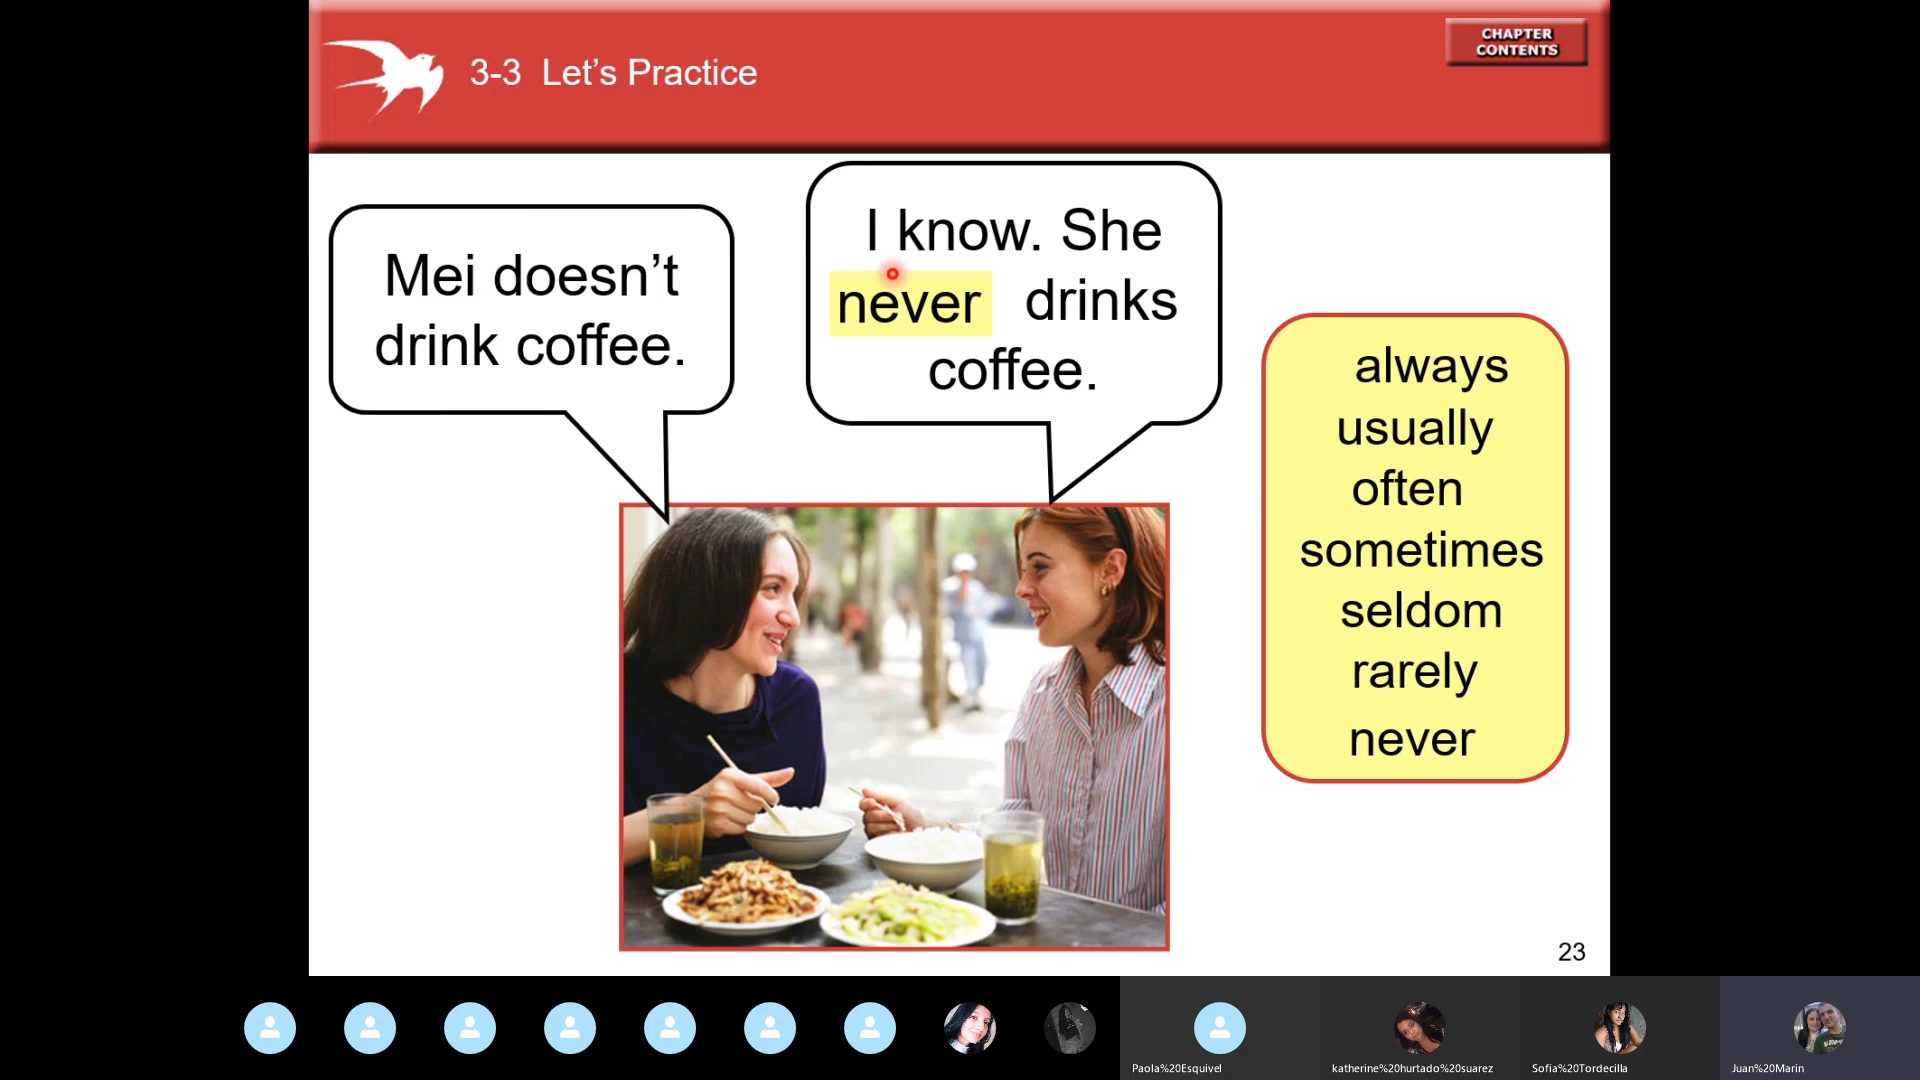 CHAPTER
CONTENTS
3-3 Let’s Practice
Mei doesn’t
drink coffee.
I know. She
never drinks
coffee.
always
usually
often
sometimes
seldom
rarely
never
23
Paola%20Esquivel
katherine%20hurtado%20suarez
Sofia%20Tordecilla
Juan%20Marin